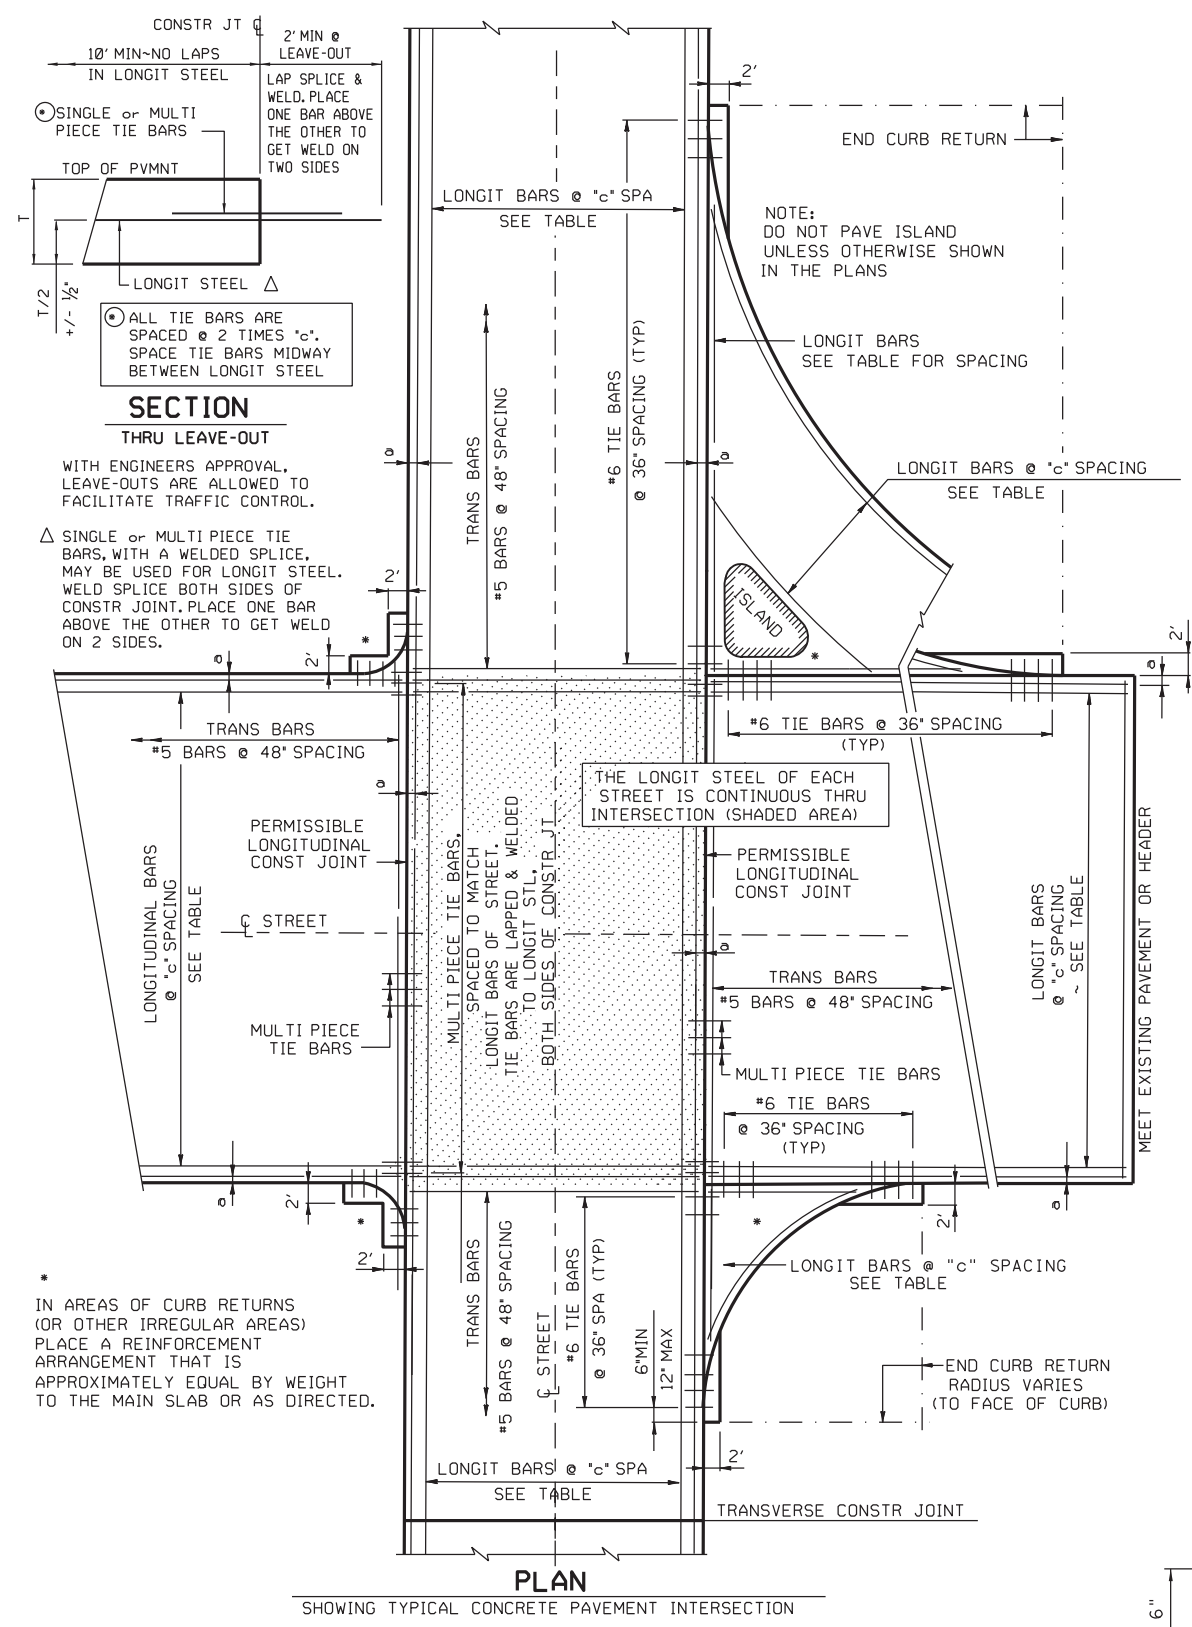 CONSTR JT ℄
10' MIN~NO LAPS
IN LONGIT STEEL
2' MIN @
LEAVE-OUT
LAP SPLICE &
WELD. PLACE
ONE BAR ABOVE
THE OTHER TO
GET WELD ON
TWO SIDES
* SINGLE or MULTI
PIECE TIE BARS
TOP OF PVMNT
T
T/2
+/- ½"
LONGIT STEEL △
* ALL TIE BARS ARE
SPACED @ 2 TIMES "c".
SPACE TIE BARS MIDWAY
BETWEEN LONGIT STEEL
SECTION
THRU LEAVE-OUT
WITH ENGINEERS APPROVAL,
LEAVE-OUTS ARE ALLOWED TO
FACILITATE TRAFFIC CONTROL.
△ SINGLE or MULTI PIECE TIE
BARS, WITH A WELDED SPLICE,
MAY BE USED FOR LONGIT STEEL.
WELD SPLICE BOTH SIDES OF
CONSTR JOINT. PLACE ONE BAR
ABOVE THE OTHER TO GET WELD
ON 2 SIDES.
2'
END CURB RETURN
LONGIT BARS @ "c" SPA
SEE TABLE
NOTE:
DO NOT PAVE ISLAND
UNLESS OTHERWISE SHOWN
IN THE PLANS
LONGIT BARS
SEE TABLE FOR SPACING
TRANS BARS
#5 BARS @ 48" SPACING
#6 TIE BARS
@ 36" SPACING (TYP)
a
a
LONGIT BARS @ "c" SPACING
SEE TABLE
ISLAND
*
2'
*
2'
a
2'
a
TRANS BARS
#5 BARS @ 48" SPACING
#6 TIE BARS @ 36" SPACING
(TYP)
a
THE LONGIT STEEL OF EACH
STREET IS CONTINUOUS THRU
INTERSECTION (SHADED AREA)
PERMISSIBLE
LONGITUDINAL
CONST JOINT
PERMISSIBLE
LONGITUDINAL
CONST JOINT
LONGITUDINAL BARS
@ "c" SPACING
SEE TABLE
℄ STREET
MULTI PIECE TIE BARS,
SPACED TO MATCH
LONGIT BARS OF STREET.
TIE BARS ARE LAPPED & WELDED
TO LONGIT STL,
BOTH SIDES OF CONSTR JT
a
TRANS BARS
#5 BARS @ 48" SPACING
LONGIT BARS
@ "c" SPACING
~ SEE TABLE
MEET EXISTING PAVEMENT OR HEADER
MULTI PIECE
TIE BARS
MULTI PIECE TIE BARS
#6 TIE BARS
@ 36" SPACING
(TYP)
a
2'
*
2'
2'
a
*
TRANS BARS
#5 BARS @ 48" SPACING
℄ STREET
#6 TIE BARS
@ 36" SPA (TYP)
6"MIN
12" MAX
LONGIT BARS @ "c" SPACING
SEE TABLE
*
IN AREAS OF CURB RETURNS
(OR OTHER IRREGULAR AREAS)
PLACE A REINFORCEMENT
ARRANGEMENT THAT IS
APPROXIMATELY EQUAL BY WEIGHT
TO THE MAIN SLAB OR AS DIRECTED.
END CURB RETURN
RADIUS VARIES
(TO FACE OF CURB)
2'
LONGIT BARS @ "c" SPA
SEE TABLE
TRANSVERSE CONSTR JOINT
PLAN
SHOWING TYPICAL CONCRETE PAVEMENT INTERSECTION
6"